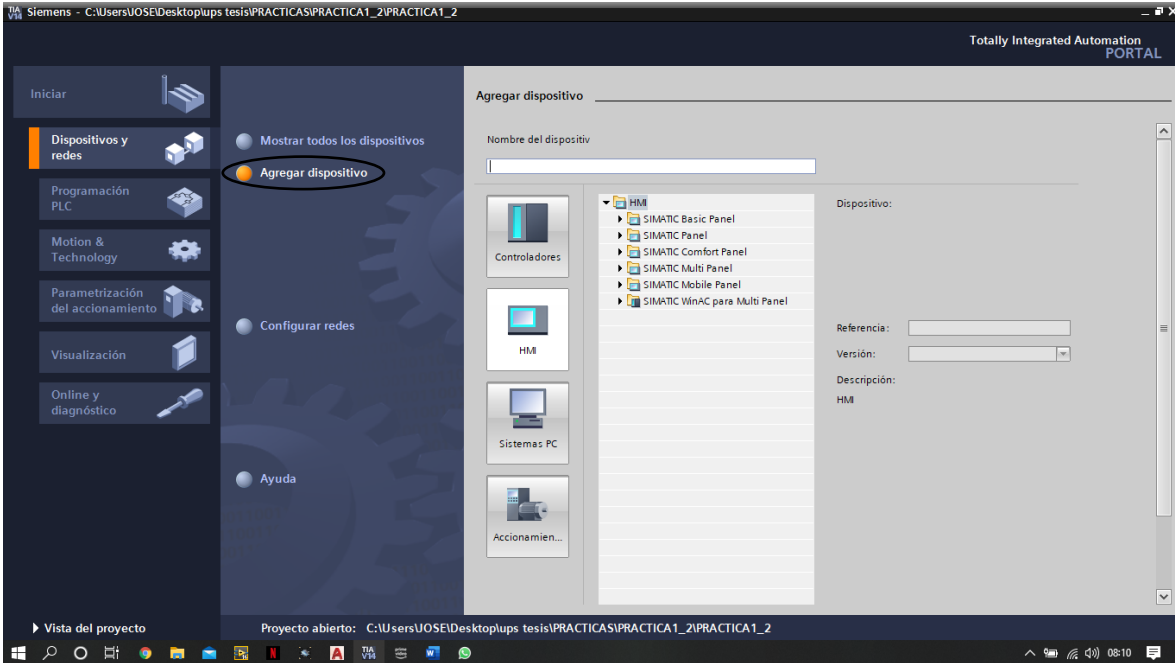 TIA V14 Siemens - C:\Users\JOSE\Desktop\ups tesis\PRACTICAS\PRACTICA1_2\PRACTICA1_2
Totally Integrated Automation
PORTAL
Iniciar
Dispositivos y
redes
Programación
PLC
Motion &
Technology
Parametrización
del accionamiento
Visualización
Online y
diagnóstico
Mostrar todos los dispositivos
Agregar dispositivo
Configurar redes
Ayuda
Agregar dispositivo
Nombre del dispositiv
Controladores
HMI
Sistemas PC
Accionamien...
HMI
SIMATIC Basic Panel
SIMATIC Panel
SIMATIC Comfort Panel
SIMATIC Multi Panel
SIMATIC Mobile Panel
SIMATIC WinAC para Multi Panel
Dispositivo:
Referencia:
Versión:
Descripción:
HMI
Vista del proyecto
Proyecto abierto: C:\Users\JOSE\Desktop\ups tesis\PRACTICAS\PRACTICA1_2\PRACTICA1_2
N
A
TIA V14
W
08:10